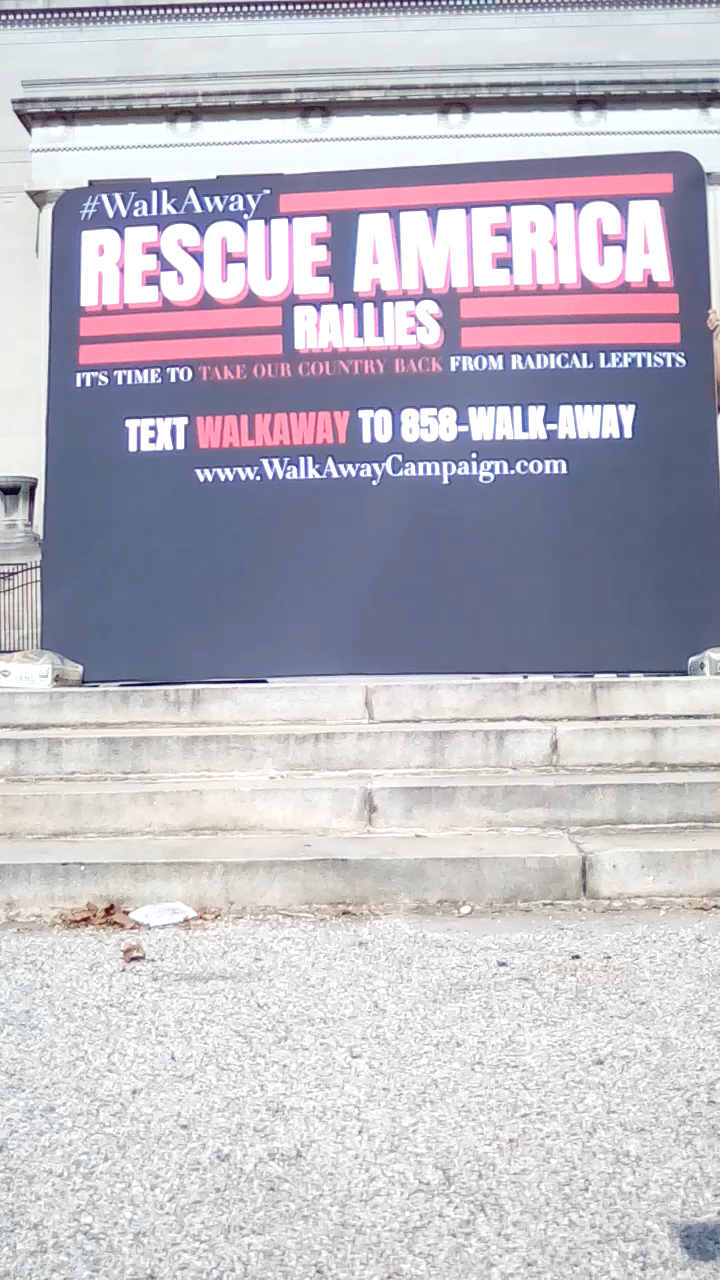 #WalkAway™
RESCUE AMERICA
RALLIES
IT'S TIME TO TAKE OUR COUNTRY BACK FROM RADICAL LEFTISTS
TEXT WALKAWAY TO 858-WALK-AWAY
www.WalkAwayCampaign.com